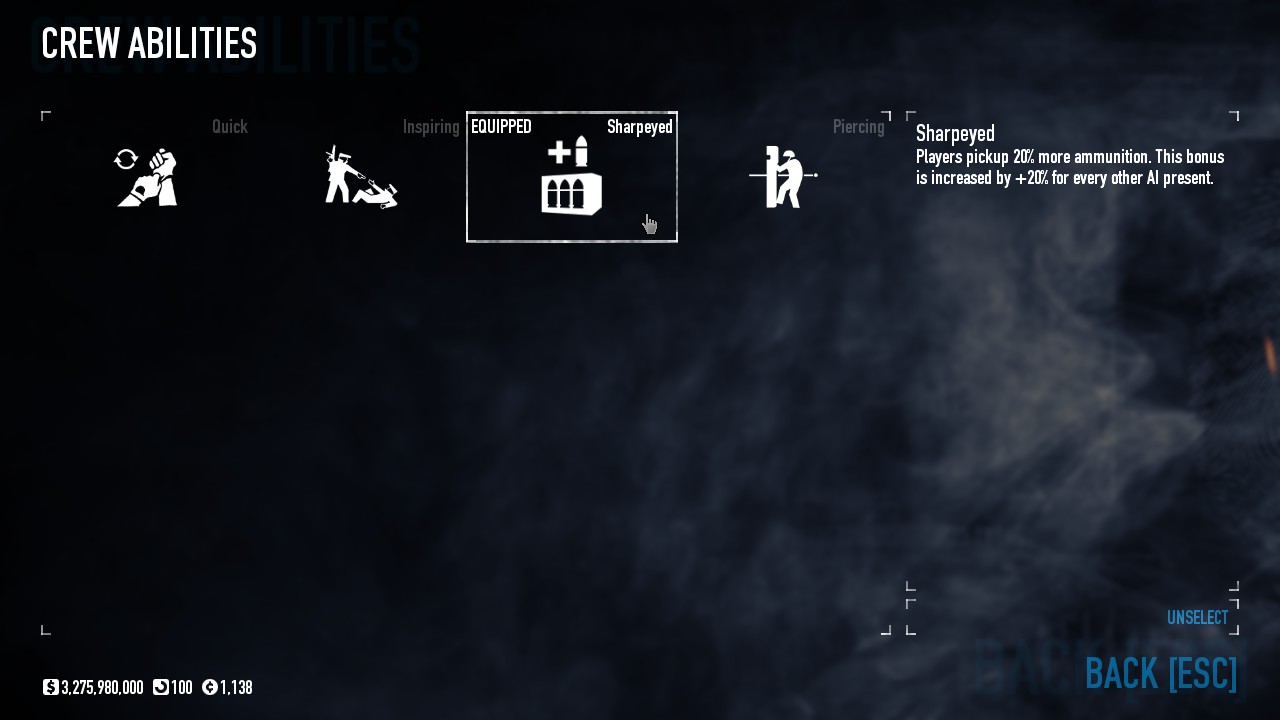 CREW ABILITIES
Quick
Inspiring
EQUIPPED Sharpeyed
Piercing
Sharpeyed
Players pickup 20% more ammunition. This bonus
is increased by +20% for every other AI present.
UNSELECT
BACK [ESC]
3,275,980,000 100 1,138